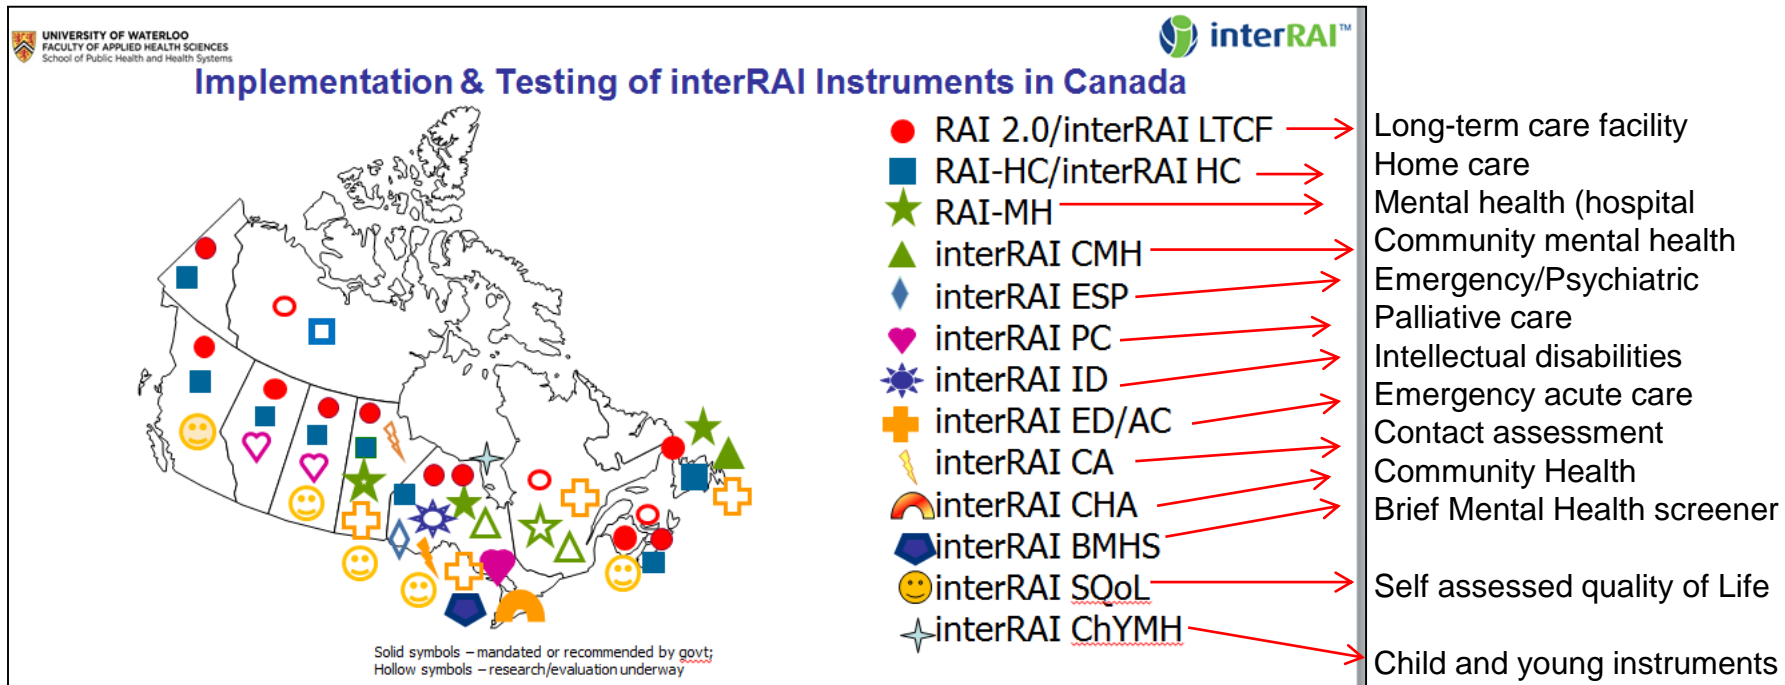 UNIVERSITY OF WATERLOO
FACULTY OF APPLIED HEALTH SCIENCES
School of Public Health and Health Systems
interRAI™
Implementation & Testing of interRAI Instruments in Canada
RAI 2.0/interRAI LTCF
RAI-HC/interRAI HC
RAI-MH
interRAI CMH
interRAI ESP
interRAI PC
interRAI ID
interRAI ED/AC
interRAI CA
interRAI CHA
interRAI BMHS
interRAI SQoL
interRAI ChYMH
Long-term care facility
Home care
Mental health (hospital
Community mental health
Emergency/Psychiatric
Palliative care
Intellectual disabilities
Emergency acute care
Contact assessment
Community Health
Brief Mental Health screener
Self assessed quality of Life
Child and young instruments
Solid symbols – mandated or recommended by govt;
Hollow symbols – research/evaluation underway